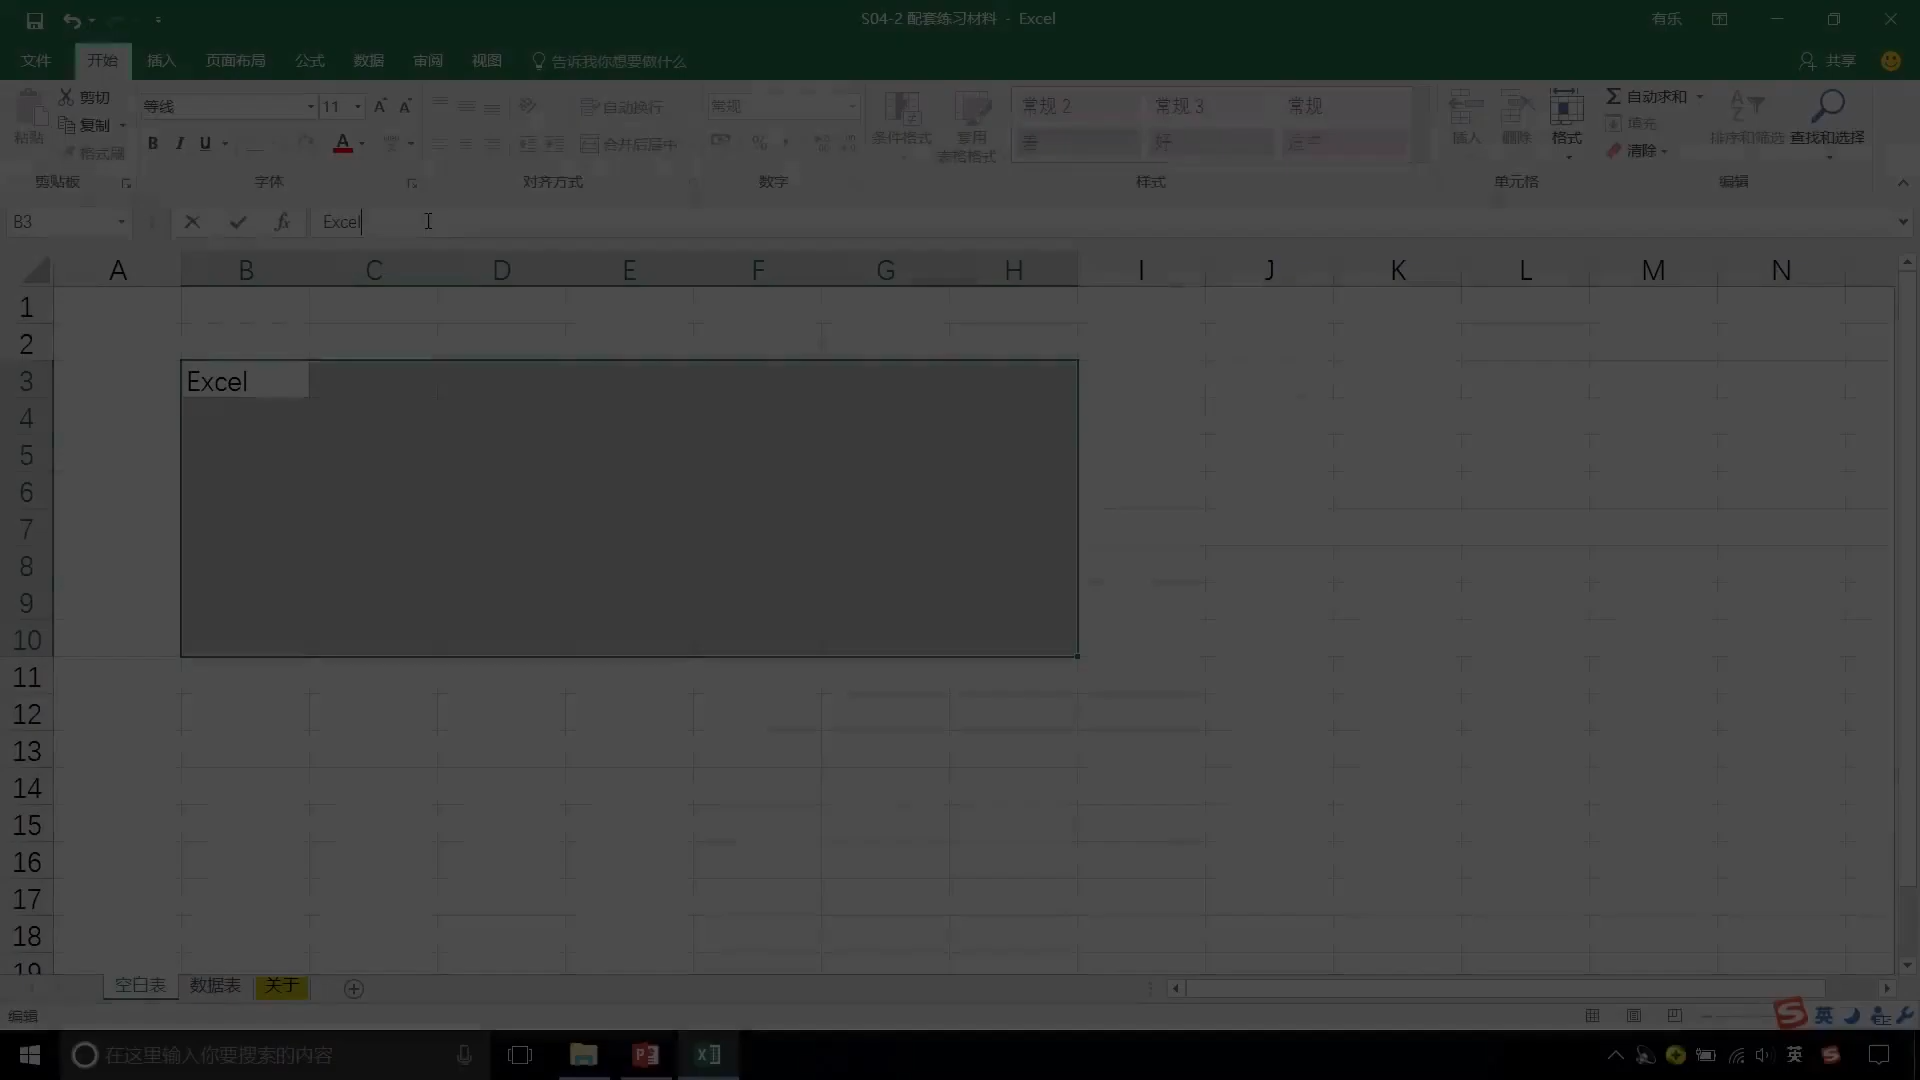 S04-2 配套练习材料 - Excel
有乐
文件 开始 插入 页面布局 公式 数据 审阅 视图 告诉我你想要做什么 共享
剪切 等线 11 自动换行 常规 常规 2 常规 3 常规 自动求和
粘贴 复制 条件格式 套用 插入 删除 格式 填充 排序和筛选 查找和选择
格式刷 B I U A 合并后居中 % 表格格式 差 好 适中 清除
剪贴板 字体 对齐方式 数字 样式 单元格 编辑
B3 fx Excel
A B C D E F G H I J K L M N
1
2
3 Excel
4
5
6
7
8
9
10
11
12
13
14
15
16
17
18
19
空白表 数据表 关于
编辑 英
在这里输入你要搜索的内容 英